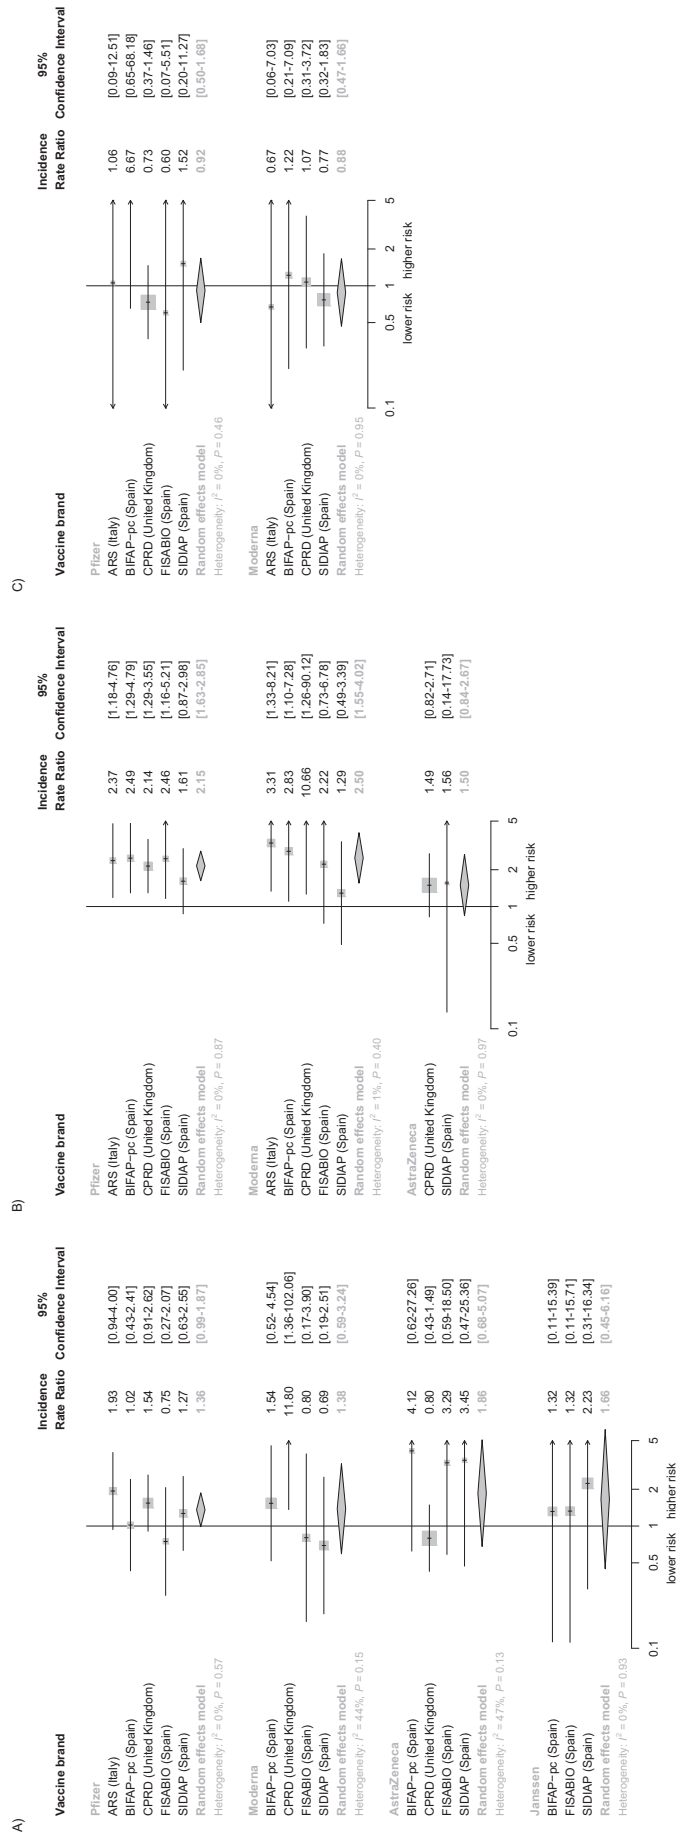 A)
Vaccine brand
Incidence Rate Ratio
95% Confidence Interval
Pfizer
ARS (Italy) 1.93 [0.94-4.00]
BIFAP−pc (Spain) 1.02 [0.43-2.41]
CPRD (United Kingdom) 1.54 [0.91-2.62]
FISABIO (Spain) 0.75 [0.27-2.07]
SIDIAP (Spain) 1.27 [0.63-2.55]
Random effects model 1.36 [0.99-1.87]
Heterogeneity: I² = 0%, P = 0.57
Moderna
BIFAP−pc (Spain) 1.54 [0.52- 4.54]
CPRD (United Kingdom) 11.80 [1.36-102.06]
FISABIO (Spain) 0.80 [0.17-3.90]
SIDIAP (Spain) 0.69 [0.19-2.51]
Random effects model 1.38 [0.59-3.24]
Heterogeneity: I² = 44%, P = 0.15
AstraZeneca
BIFAP−pc (Spain) 4.12 [0.62-27.26]
CPRD (United Kingdom) 0.80 [0.43-1.49]
FISABIO (Spain) 3.29 [0.59-18.50]
SIDIAP (Spain) 3.45 [0.47-25.36]
Random effects model 1.86 [0.68-5.07]
Heterogeneity: I² = 47%, P = 0.13
Janssen
BIFAP−pc (Spain) 1.32 [0.11-15.39]
FISABIO (Spain) 1.32 [0.11-15.71]
SIDIAP (Spain) 2.23 [0.31-16.34]
Random effects model 1.66 [0.45-6.16]
Heterogeneity: I² = 0%, P = 0.93
0.1 0.5 1 2 5
lower risk higher risk
B)
Vaccine brand
Incidence Rate Ratio
95% Confidence Interval
Pfizer
ARS (Italy) 2.37 [1.18-4.76]
BIFAP−pc (Spain) 2.49 [1.29-4.79]
CPRD (United Kingdom) 2.14 [1.29-3.55]
FISABIO (Spain) 2.46 [1.16-5.21]
SIDIAP (Spain) 1.61 [0.87-2.98]
Random effects model 2.15 [1.63-2.85]
Heterogeneity: I² = 0%, P = 0.87
Moderna
ARS (Italy) 3.31 [1.33-8.21]
BIFAP−pc (Spain) 2.83 [1.10-7.28]
CPRD (United Kingdom) 10.66 [1.26-90.12]
FISABIO (Spain) 2.22 [0.73-6.78]
SIDIAP (Spain) 1.29 [0.49-3.39]
Random effects model 2.50 [1.55-4.02]
Heterogeneity: I² = 1%, P = 0.40
AstraZeneca
CPRD (United Kingdom) 1.49 [0.82-2.71]
SIDIAP (Spain) 1.56 [0.14-17.73]
Random effects model 1.50 [0.84-2.67]
Heterogeneity: I² = 0%, P = 0.97
0.1 0.5 1 2 5
lower risk higher risk
C)
Vaccine brand
Incidence Rate Ratio
95% Confidence Interval
Pfizer
ARS (Italy) 1.06 [0.09-12.51]
BIFAP−pc (Spain) 6.67 [0.65-68.18]
CPRD (United Kingdom) 0.73 [0.37-1.46]
FISABIO (Spain) 0.60 [0.07-5.51]
SIDIAP (Spain) 1.52 [0.20-11.27]
Random effects model 0.92 [0.50-1.68]
Heterogeneity: I² = 0%, P = 0.46
Moderna
ARS (Italy) 0.67 [0.06-7.03]
BIFAP−pc (Spain) 1.22 [0.21-7.09]
CPRD (United Kingdom) 1.07 [0.31-3.72]
SIDIAP (Spain) 0.77 [0.32-1.83]
Random effects model 0.88 [0.47-1.66]
Heterogeneity: I² = 0%, P = 0.95
0.1 0.5 1 2 5
lower risk higher risk